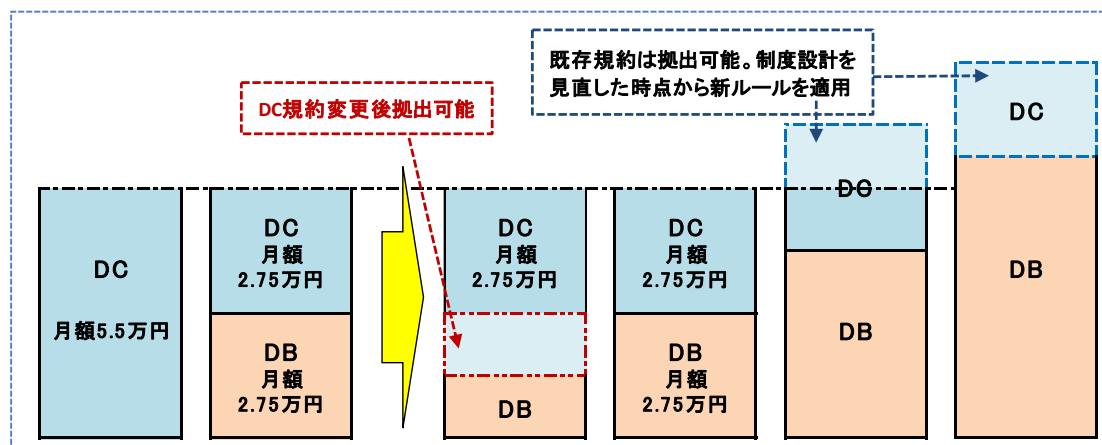 既存規約は拠出可能。制度設計を
見直した時点から新ルールを適用
DC規約変更後拠出可能
DC
月額5.5万円
DC
月額
2.75万円
DB
月額
2.75万円
DC
月額
2.75万円
DB
DC
月額
2.75万円
DB
月額
2.75万円
DC
DB
DC
DB